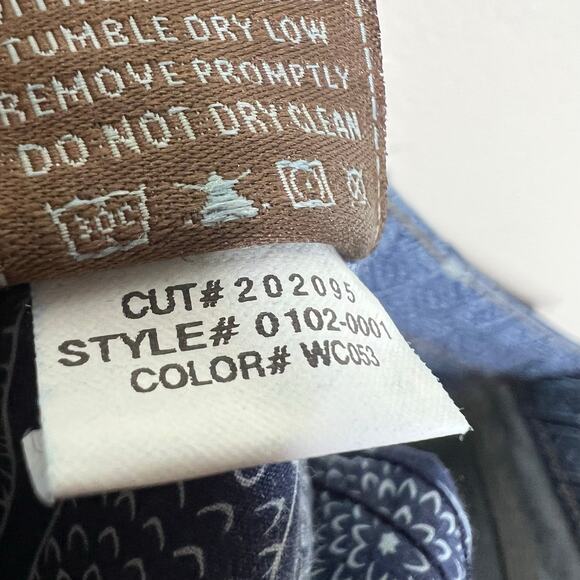 TUMBLE DRY LOW
REMOVE PROMPTLY
DO NOT DRY CLEAN
30C
CUT# 202095
STYLE# 0102-0001
COLOR# WC053